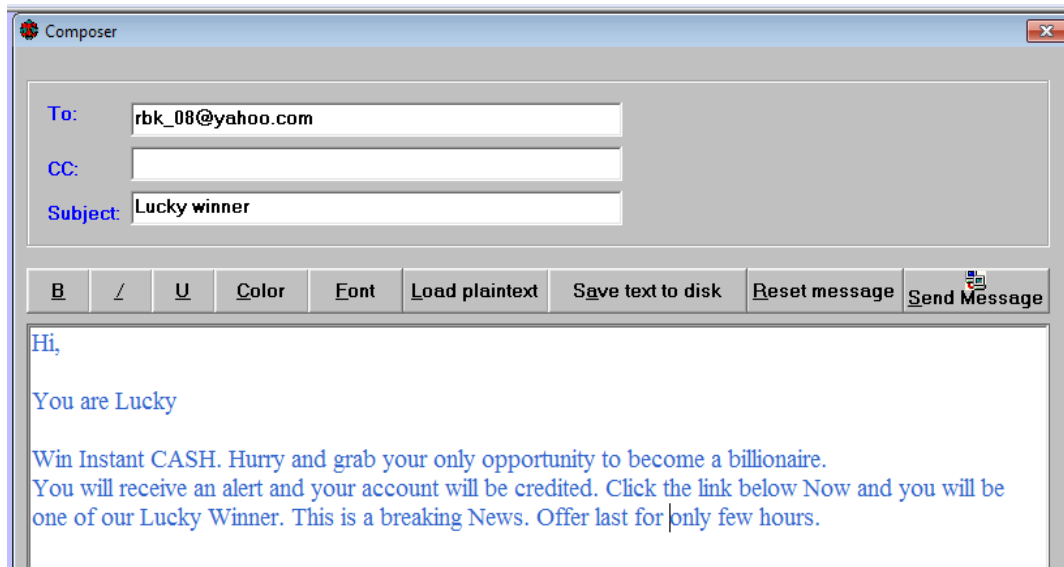 Composer
To:
rbk_08@yahoo.com
CC:
Subject:
Lucky winner
B / U Color Font Load plaintext Save text to disk Reset message Send Message
Hi,
You are Lucky
Win Instant CASH. Hurry and grab your only opportunity to become a billionaire.
You will receive an alert and your account will be credited. Click the link below Now and you will be
one of our Lucky Winner. This is a breaking News. Offer last for only few hours.